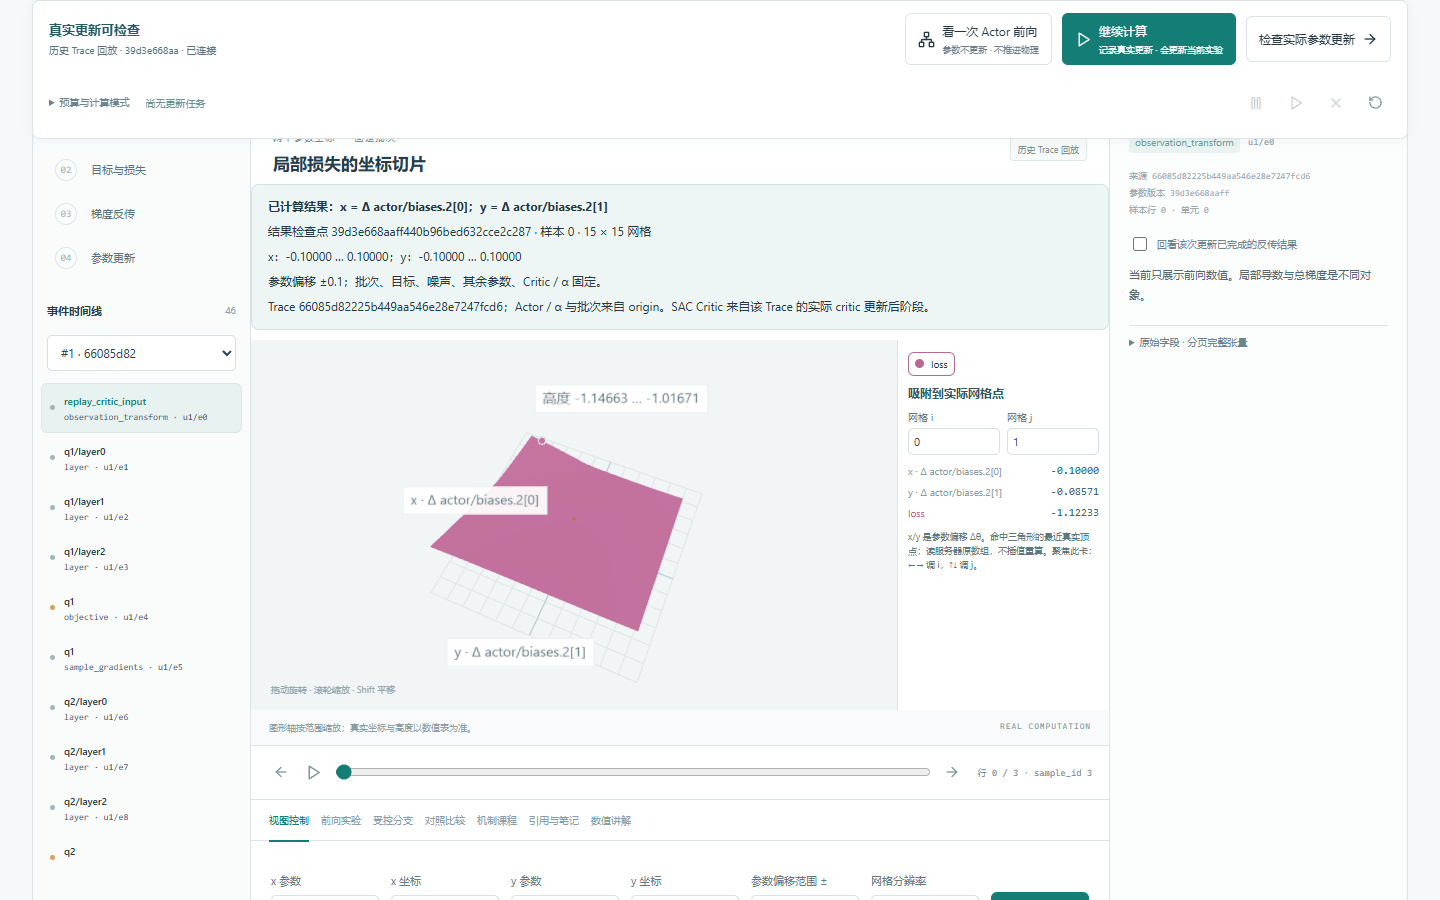 真实更新可检查
历史 Trace 回放 · 39d3e668aa · 已连接
看一次 Actor 前向
参数不更新 · 不推进物理
继续计算
记录真实更新 · 会更新当前实验
检查实际参数更新
预算与计算模式
尚无更新任务
02 目标与损失
03 梯度反传
04 参数更新
事件时间线 46
#1 · 66085d82
replay_critic_input
observation_transform · u1/e0
q1/layer0
layer · u1/e1
q1/layer1
layer · u1/e2
q1/layer2
layer · u1/e3
q1
objective · u1/e4
q1
sample_gradients · u1/e5
q2/layer0
layer · u1/e6
q2/layer1
layer · u1/e7
q2/layer2
layer · u1/e8
q2
局部损失的坐标切片
历史 Trace 回放
已计算结果：x = Δ actor/biases.2[0]；y = Δ actor/biases.2[1]
结果检查点 39d3e668aaff440b96bed632cce2c287 · 样本 0 · 15 × 15 网格
x: -0.10000 ... 0.10000; y: -0.10000 ... 0.10000
参数偏移 ±0.1；批次、目标、噪声、其余参数、Critic / α 固定。
Trace 66085d82225b449aa546e28e7247fcd6；Actor / α 与批次来自 origin。SAC Critic 来自该 Trace 的实际 critic 更新后阶段。
高度 -1.14663 ... -1.01671
x · Δ actor/biases.2[0]
y · Δ actor/biases.2[1]
拖动旋转 · 滚轮缩放 · Shift 平移
loss
吸附到实际网格点
网格 i 网格 j
0 1
x · Δ actor/biases.2[0] -0.10000
y · Δ actor/biases.2[1] -0.08571
loss -1.12233
x/y 是参数偏移 Δθ。命中三角形的最近真实顶
点；读服务器原数组，不插值重算。聚焦此卡：
←→ 调 i，↑↓ 调 j。
图形轴按范围缩放；真实坐标与高度以数值表为准。
REAL COMPUTATION
行 0 / 3 · sample_id 3
视图控制 前向实验 受控分支 对照比较 机制课程 引用与笔记 数值讲解
x 参数 x 坐标 y 参数 y 坐标 参数偏移范围 ± 网格分辨率
observation_transform u1/e0
来源 66085d82225b449aa546e28e7247fcd6
参数版本 39d3e668aaff
样本行 0 · 单元 0
回看该次更新已完成的反传结果
当前只展示前向数值。局部导数与总梯度是不同对
象。
原始字段 · 分页完整张量